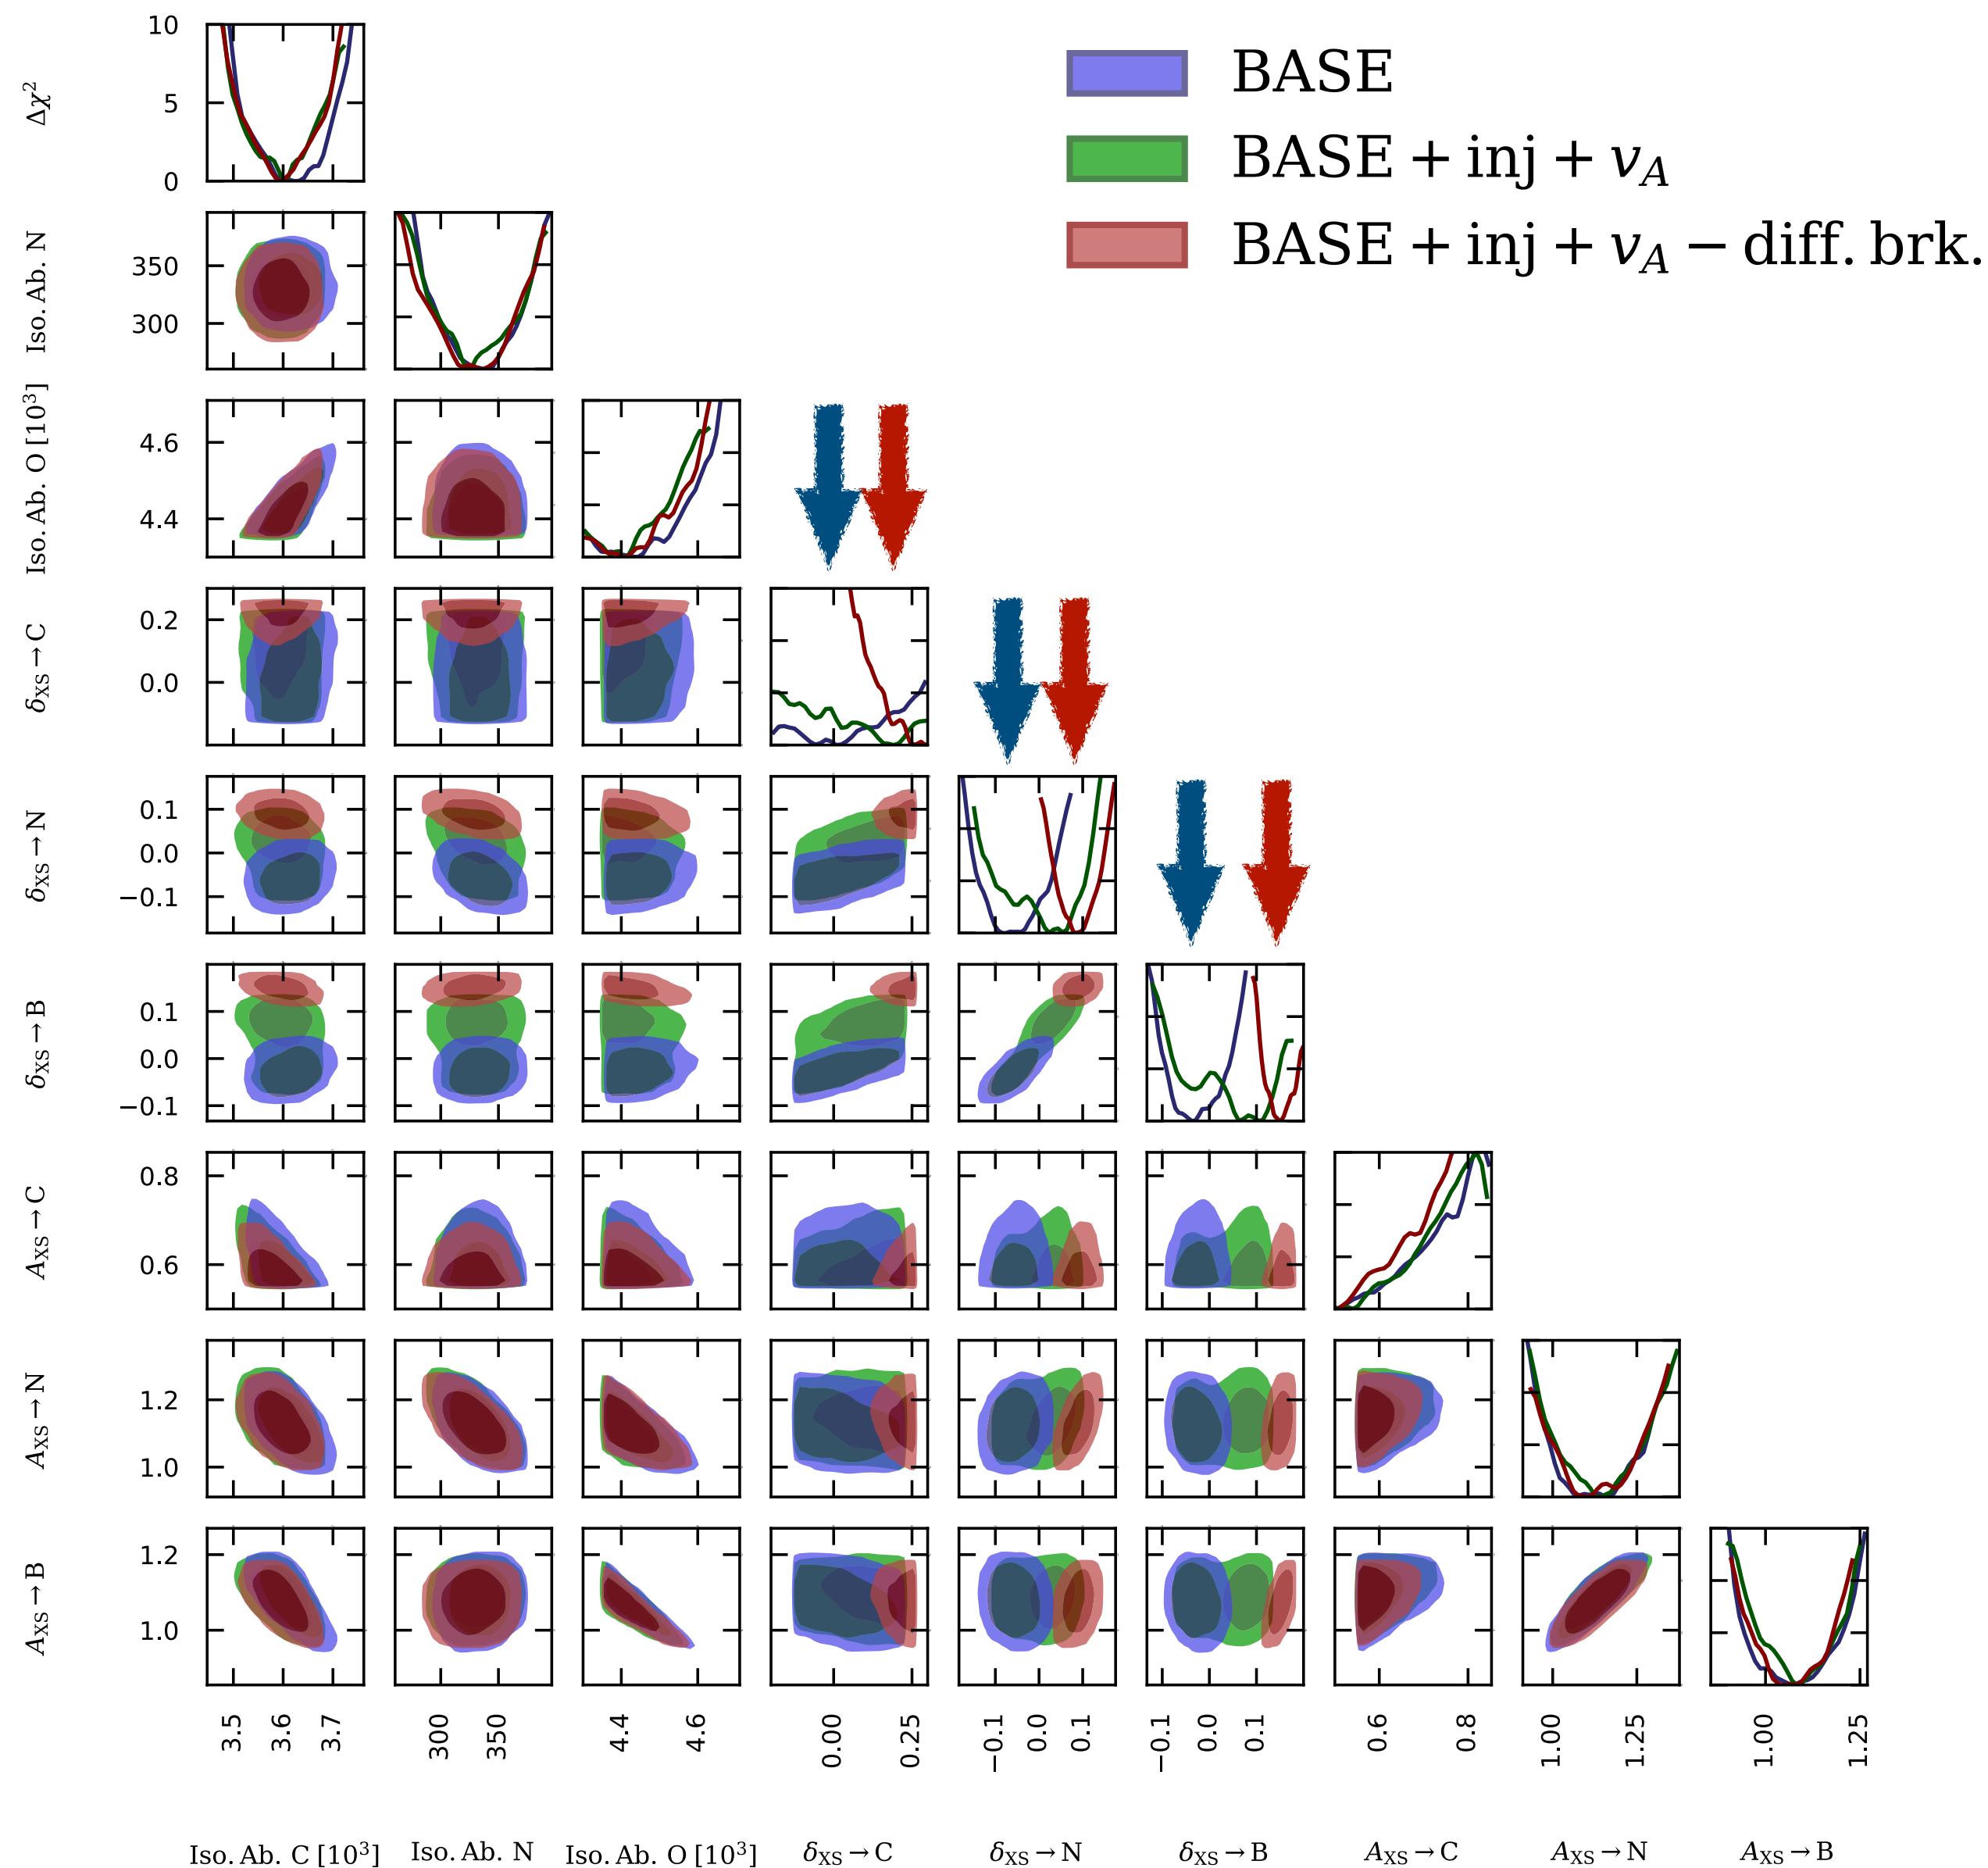 BASE
BASE + inj + v_A
BASE + inj + v_A − diff. brk.
Δχ²
10
5
0
Iso. Ab. N
350
300
Iso. Ab. O [10³]
4.6
4.4
δ_XS → C
0.2
0.0
δ_XS → N
0.1
0.0
−0.1
δ_XS → B
0.1
0.0
−0.1
A_XS → C
0.8
0.6
A_XS → N
1.2
1.0
A_XS → B
1.2
1.0
3.5 3.6 3.7 300 350 4.4 4.6 0.00 0.25 −0.1 0.0 0.1 −0.1 0.0 0.1 0.6 0.8 1.00 1.25 1.00 1.25
Iso. Ab. C [10³] Iso. Ab. N Iso. Ab. O [10³] δ_XS → C δ_XS → N δ_XS → B A_XS → C A_XS → N A_XS → B